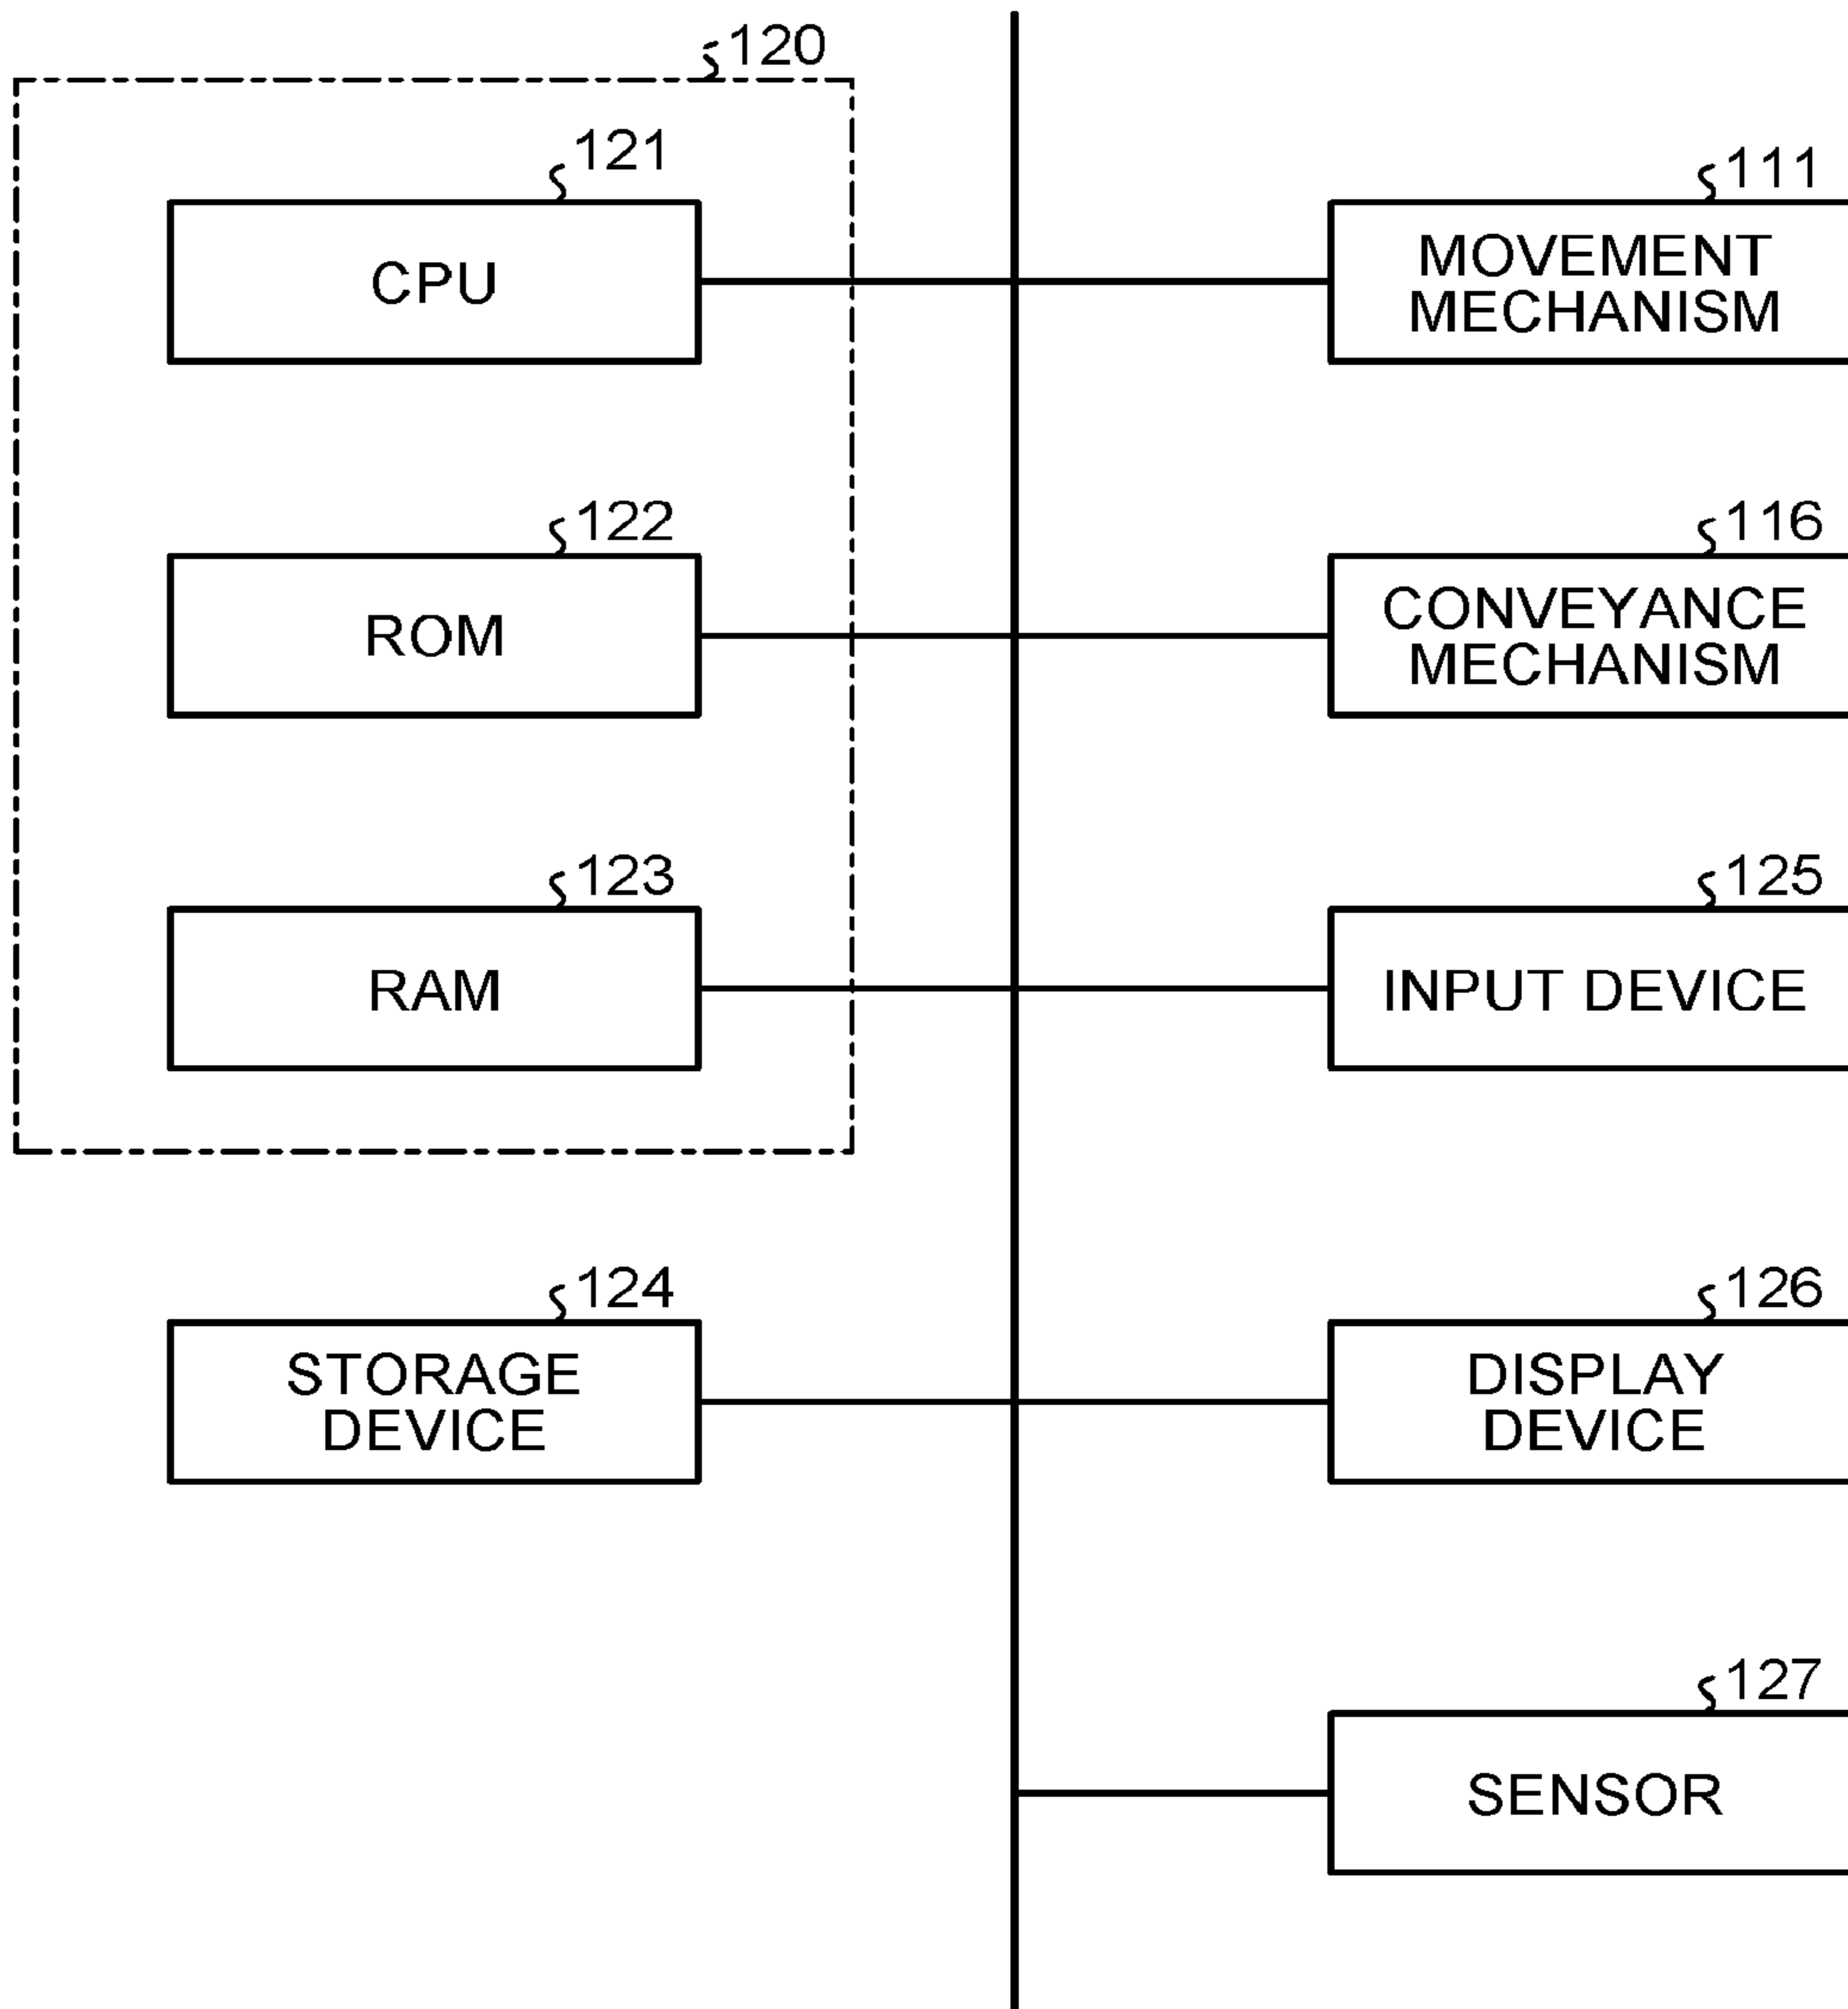 120
121
CPU
111
MOVEMENT
MECHANISM
122
ROM
116
CONVEYANCE
MECHANISM
123
RAM
125
INPUT DEVICE
124
STORAGE
DEVICE
126
DISPLAY
DEVICE
127
SENSOR